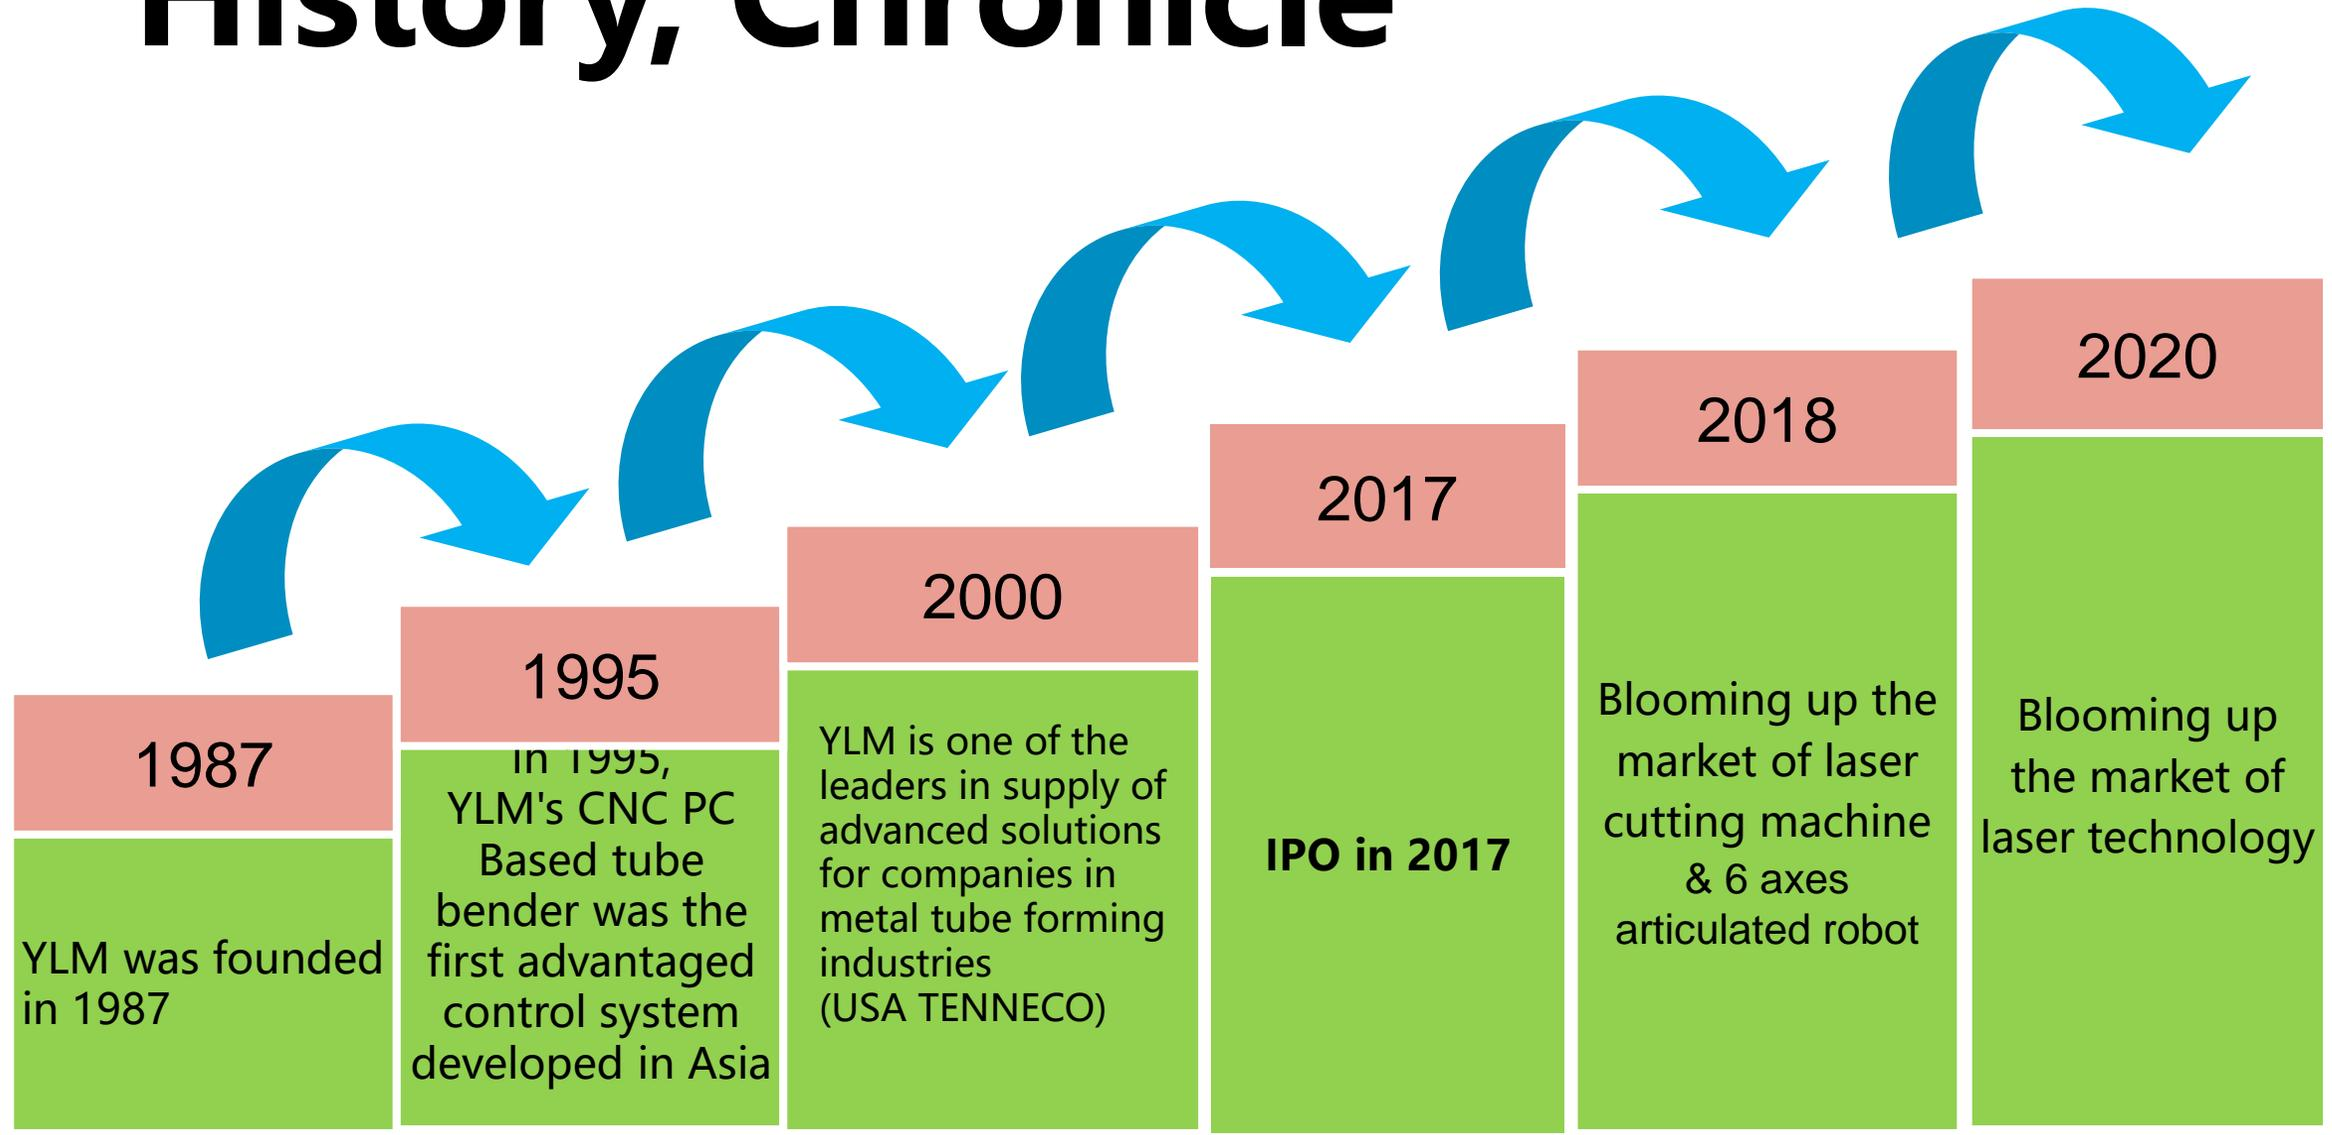 History, Chronicle
1987
YLM was founded
in 1987
1995
In 1995,
YLM's CNC PC
Based tube
bender was the
first advantaged
control system
developed in Asia
2000
YLM is one of the
leaders in supply of
advanced solutions
for companies in
metal tube forming
industries
(USA TENNECO)
2017
IPO in 2017
2018
Blooming up the
market of laser
cutting machine
& 6 axes
articulated robot
2020
Blooming up
the market of
laser technology